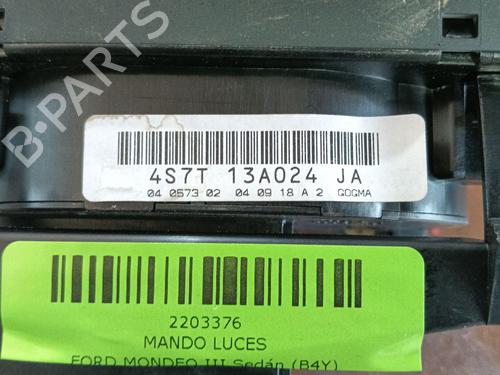 B-PARTS
4S7T 13A024 JA
04 0573 02 04 09 18 A 2 GOGMA
2203376
MANDO LUCES
FORD MONDEO III Sedán (B4Y)